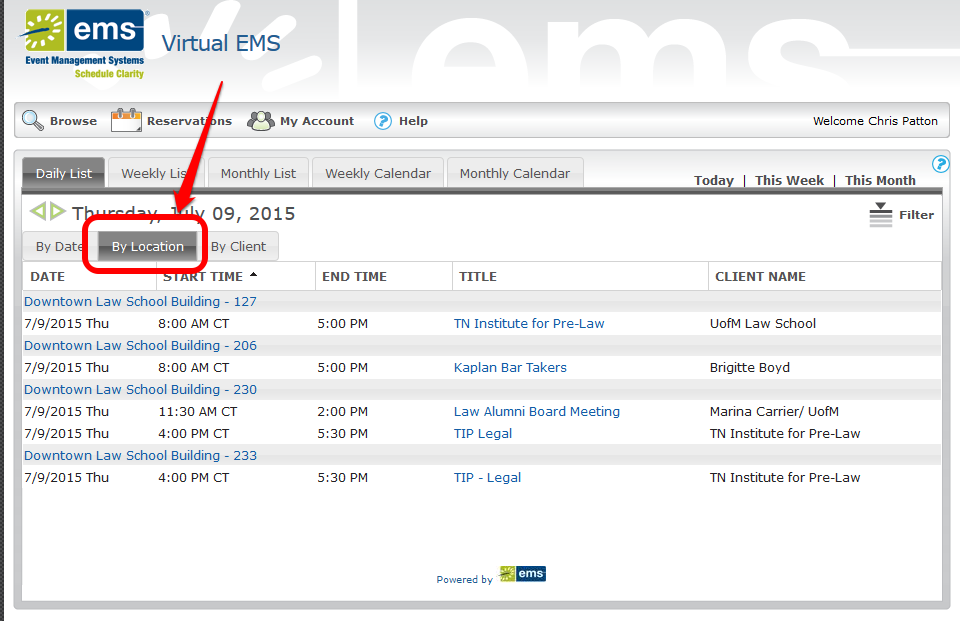 ems
Event Management Systems
Schedule Clarity
Virtual EMS
ems
Browse Reservations My Account Help Welcome Chris Patton
Daily List Weekly List Monthly List Weekly Calendar Monthly Calendar
Today | This Week | This Month
Thursday, July 09, 2015
Filter
By Date By Location By Client
DATE START TIME END TIME TITLE CLIENT NAME
Downtown Law School Building - 127
7/9/2015 Thu 8:00 AM CT 5:00 PM TN Institute for Pre-Law UofM Law School
Downtown Law School Building - 206
7/9/2015 Thu 8:00 AM CT 5:00 PM Kaplan Bar Takers Brigitte Boyd
Downtown Law School Building - 230
7/9/2015 Thu 11:30 AM CT 2:00 PM Law Alumni Board Meeting Marina Carrier/ UofM
7/9/2015 Thu 4:00 PM CT 5:30 PM TIP Legal TN Institute for Pre-Law
Downtown Law School Building - 233
7/9/2015 Thu 4:00 PM CT 5:30 PM TIP - Legal TN Institute for Pre-Law
Powered by ems